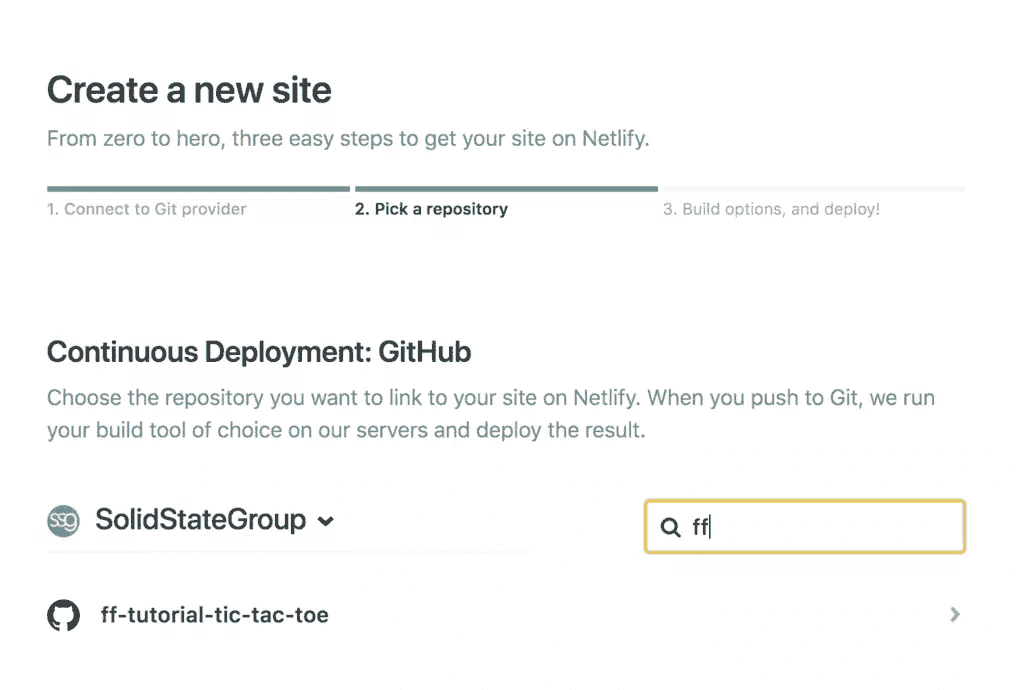 Create a new site
From zero to hero, three easy steps to get your site on Netlify.
1. Connect to Git provider
2. Pick a repository
3. Build options, and deploy!
Continuous Deployment: GitHub
Choose the repository you want to link to your site on Netlify. When you push to Git, we run
your build tool of choice on our servers and deploy the result.
ssg SolidStateGroup
ff
ff-tutorial-tic-tac-toe